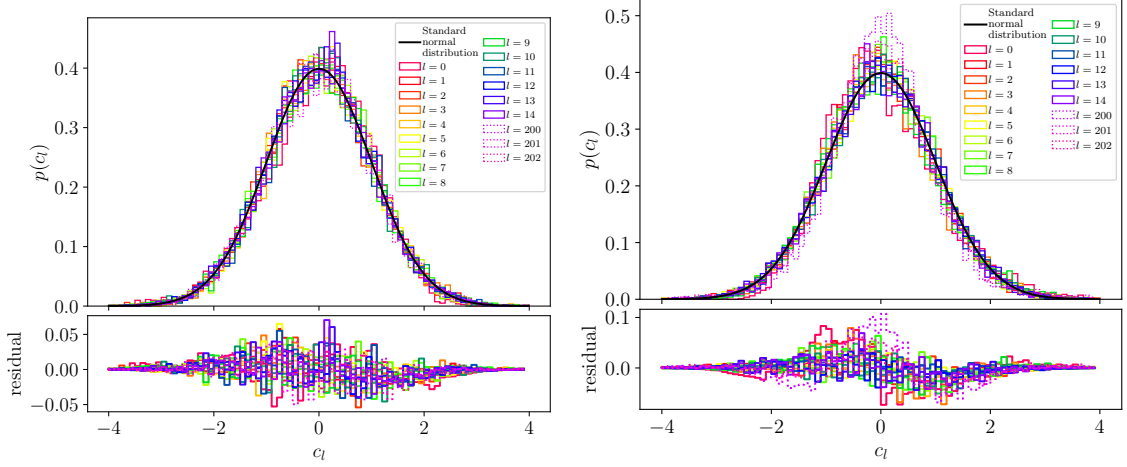 Standard
normal
distribution
l = 0
l = 1
l = 2
l = 3
l = 4
l = 5
l = 6
l = 7
l = 8
l = 9
l = 10
l = 11
l = 12
l = 13
l = 14
l = 200
l = 201
l = 202
p(c_l)
0.4
0.3
0.2
0.1
0.0
residual
0.05
0.00
−0.05
−4
−2
0
2
4
c_l
Standard
normal
distribution
l = 0
l = 1
l = 2
l = 3
l = 4
l = 5
l = 6
l = 7
l = 8
l = 9
l = 10
l = 11
l = 12
l = 13
l = 14
l = 200
l = 201
l = 202
p(c_l)
0.5
0.4
0.3
0.2
0.1
0.0
residual
0.1
0.0
−4
−2
0
2
4
c_l